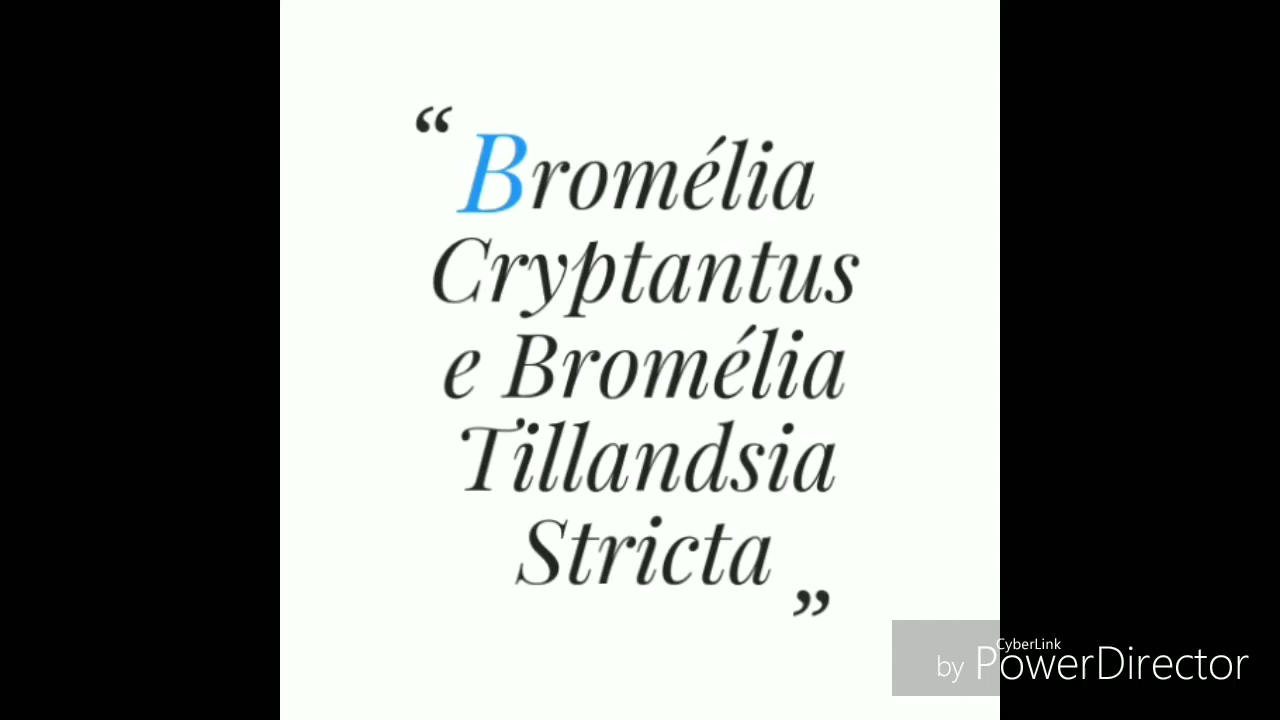 “Bromélia
Cryptantus
e Bromélia
Tillandsia
Stricta”
CyberLink
by PowerDirector